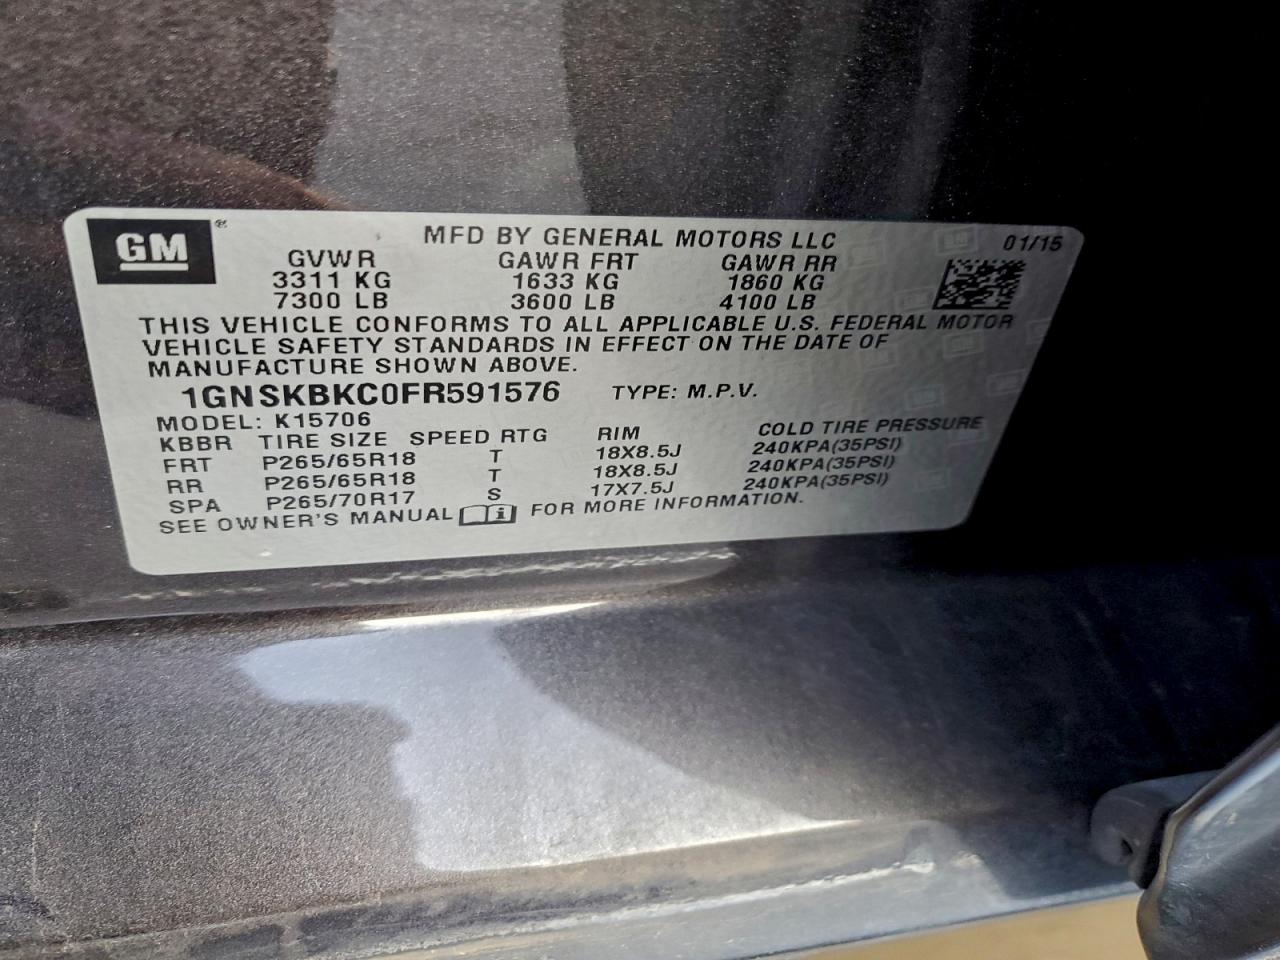 GM ® MFD BY GENERAL MOTORS LLC 01/15
GVWR GAWR FRT GAWR RR
3311 KG 1633 KG 1860 KG
7300 LB 3600 LB 4100 LB
THIS VEHICLE CONFORMS TO ALL APPLICABLE U.S. FEDERAL MOTOR
VEHICLE SAFETY STANDARDS IN EFFECT ON THE DATE OF
MANUFACTURE SHOWN ABOVE.
1GNSKBKC0FR591576 TYPE: M.P.V.
MODEL: K15706
KBBR TIRE SIZE SPEED RTG RIM COLD TIRE PRESSURE
FRT P265/65R18 T 18X8.5J 240KPA(35PSI)
RR P265/65R18 T 18X8.5J 240KPA(35PSI)
SPA P265/70R17 S 17X7.5J 240KPA(35PSI)
SEE OWNER'S MANUAL i FOR MORE INFORMATION.